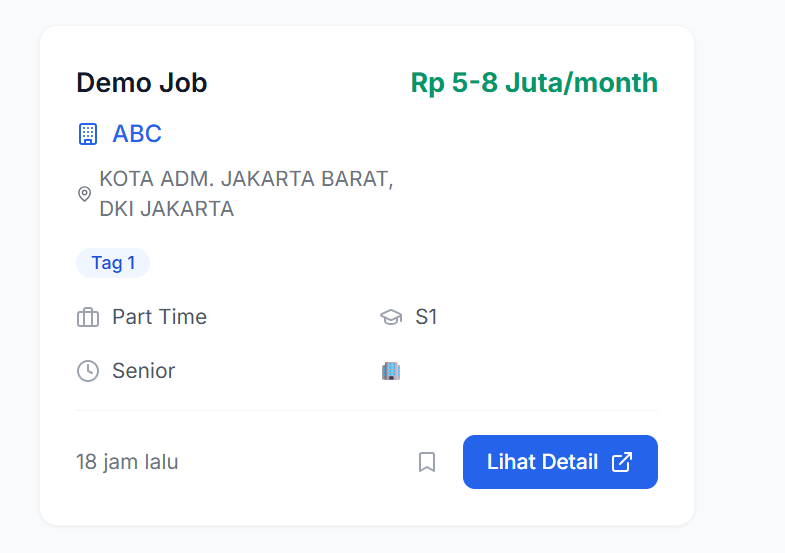 Demo Job
Rp 5-8 Juta/month
ABC
KOTA ADM. JAKARTA BARAT,
DKI JAKARTA
Tag 1
Part Time
S1
Senior
18 jam lalu
Lihat Detail